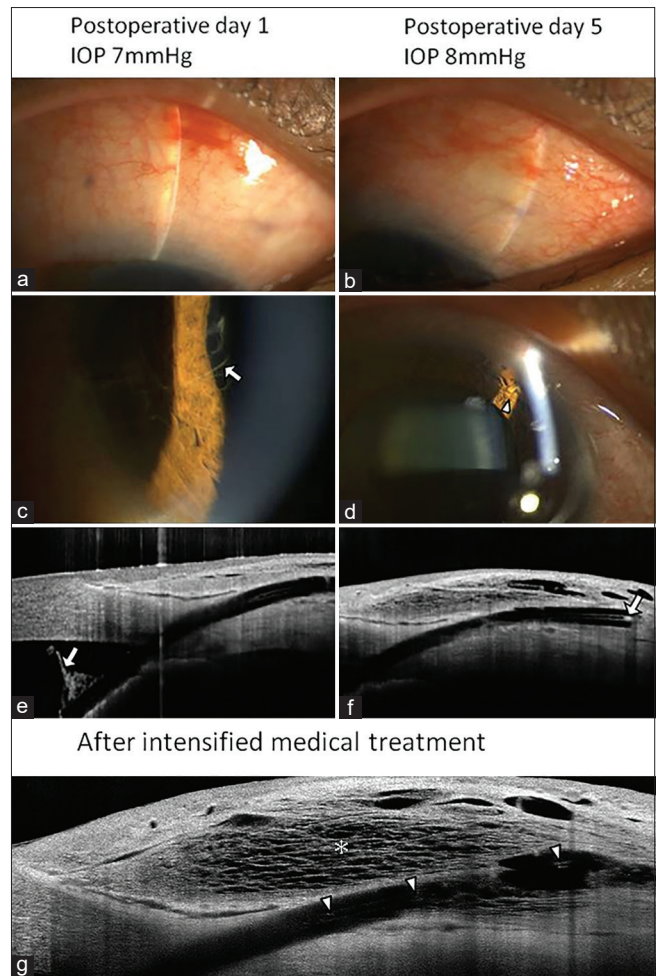 Postoperative day 1
IOP 7mmHg
Postoperative day 5
IOP 8mmHg
a
b
c
d
e
f
After intensified medical treatment
*
g